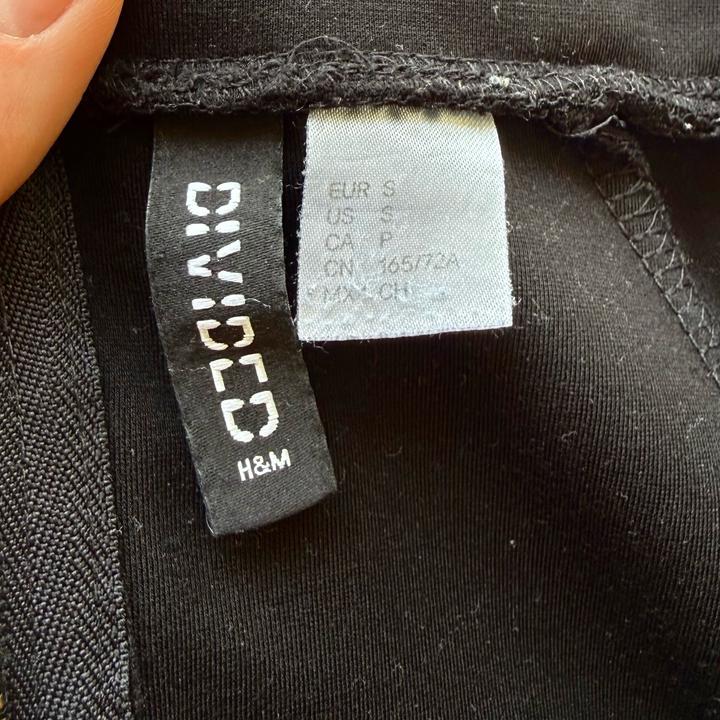 DIVIDED
H&M
EUR S
US S
CA P
CN 165/72A
MX CH